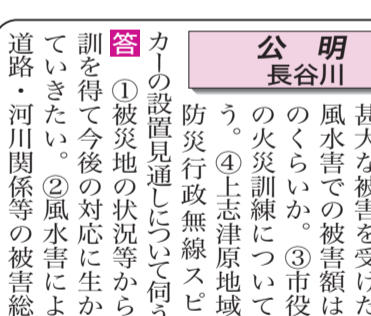 公明
長谷川
甚大な被害を受けた
風水害での被害額は
のくらいか。③市役
の火災訓練について
う。④上志津原地域
防災行政無線スピ
カーの設置見通しについて伺う
答 ①被災地の状況等から
訓を得て今後の対応に生か
ていきたい。②風水害によ
道路・河川関係等の被害総